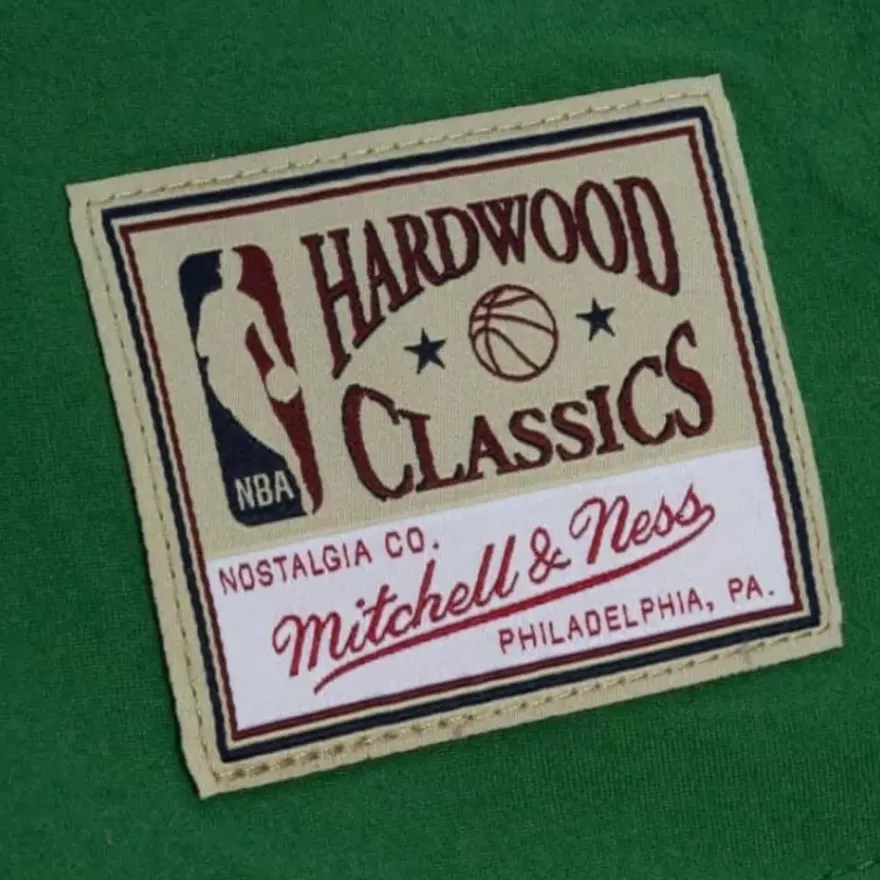 HARDWOOD
CLASSICS
NBA
NOSTALGIA CO.
Mitchell & Ness
PHILADELPHIA, PA.